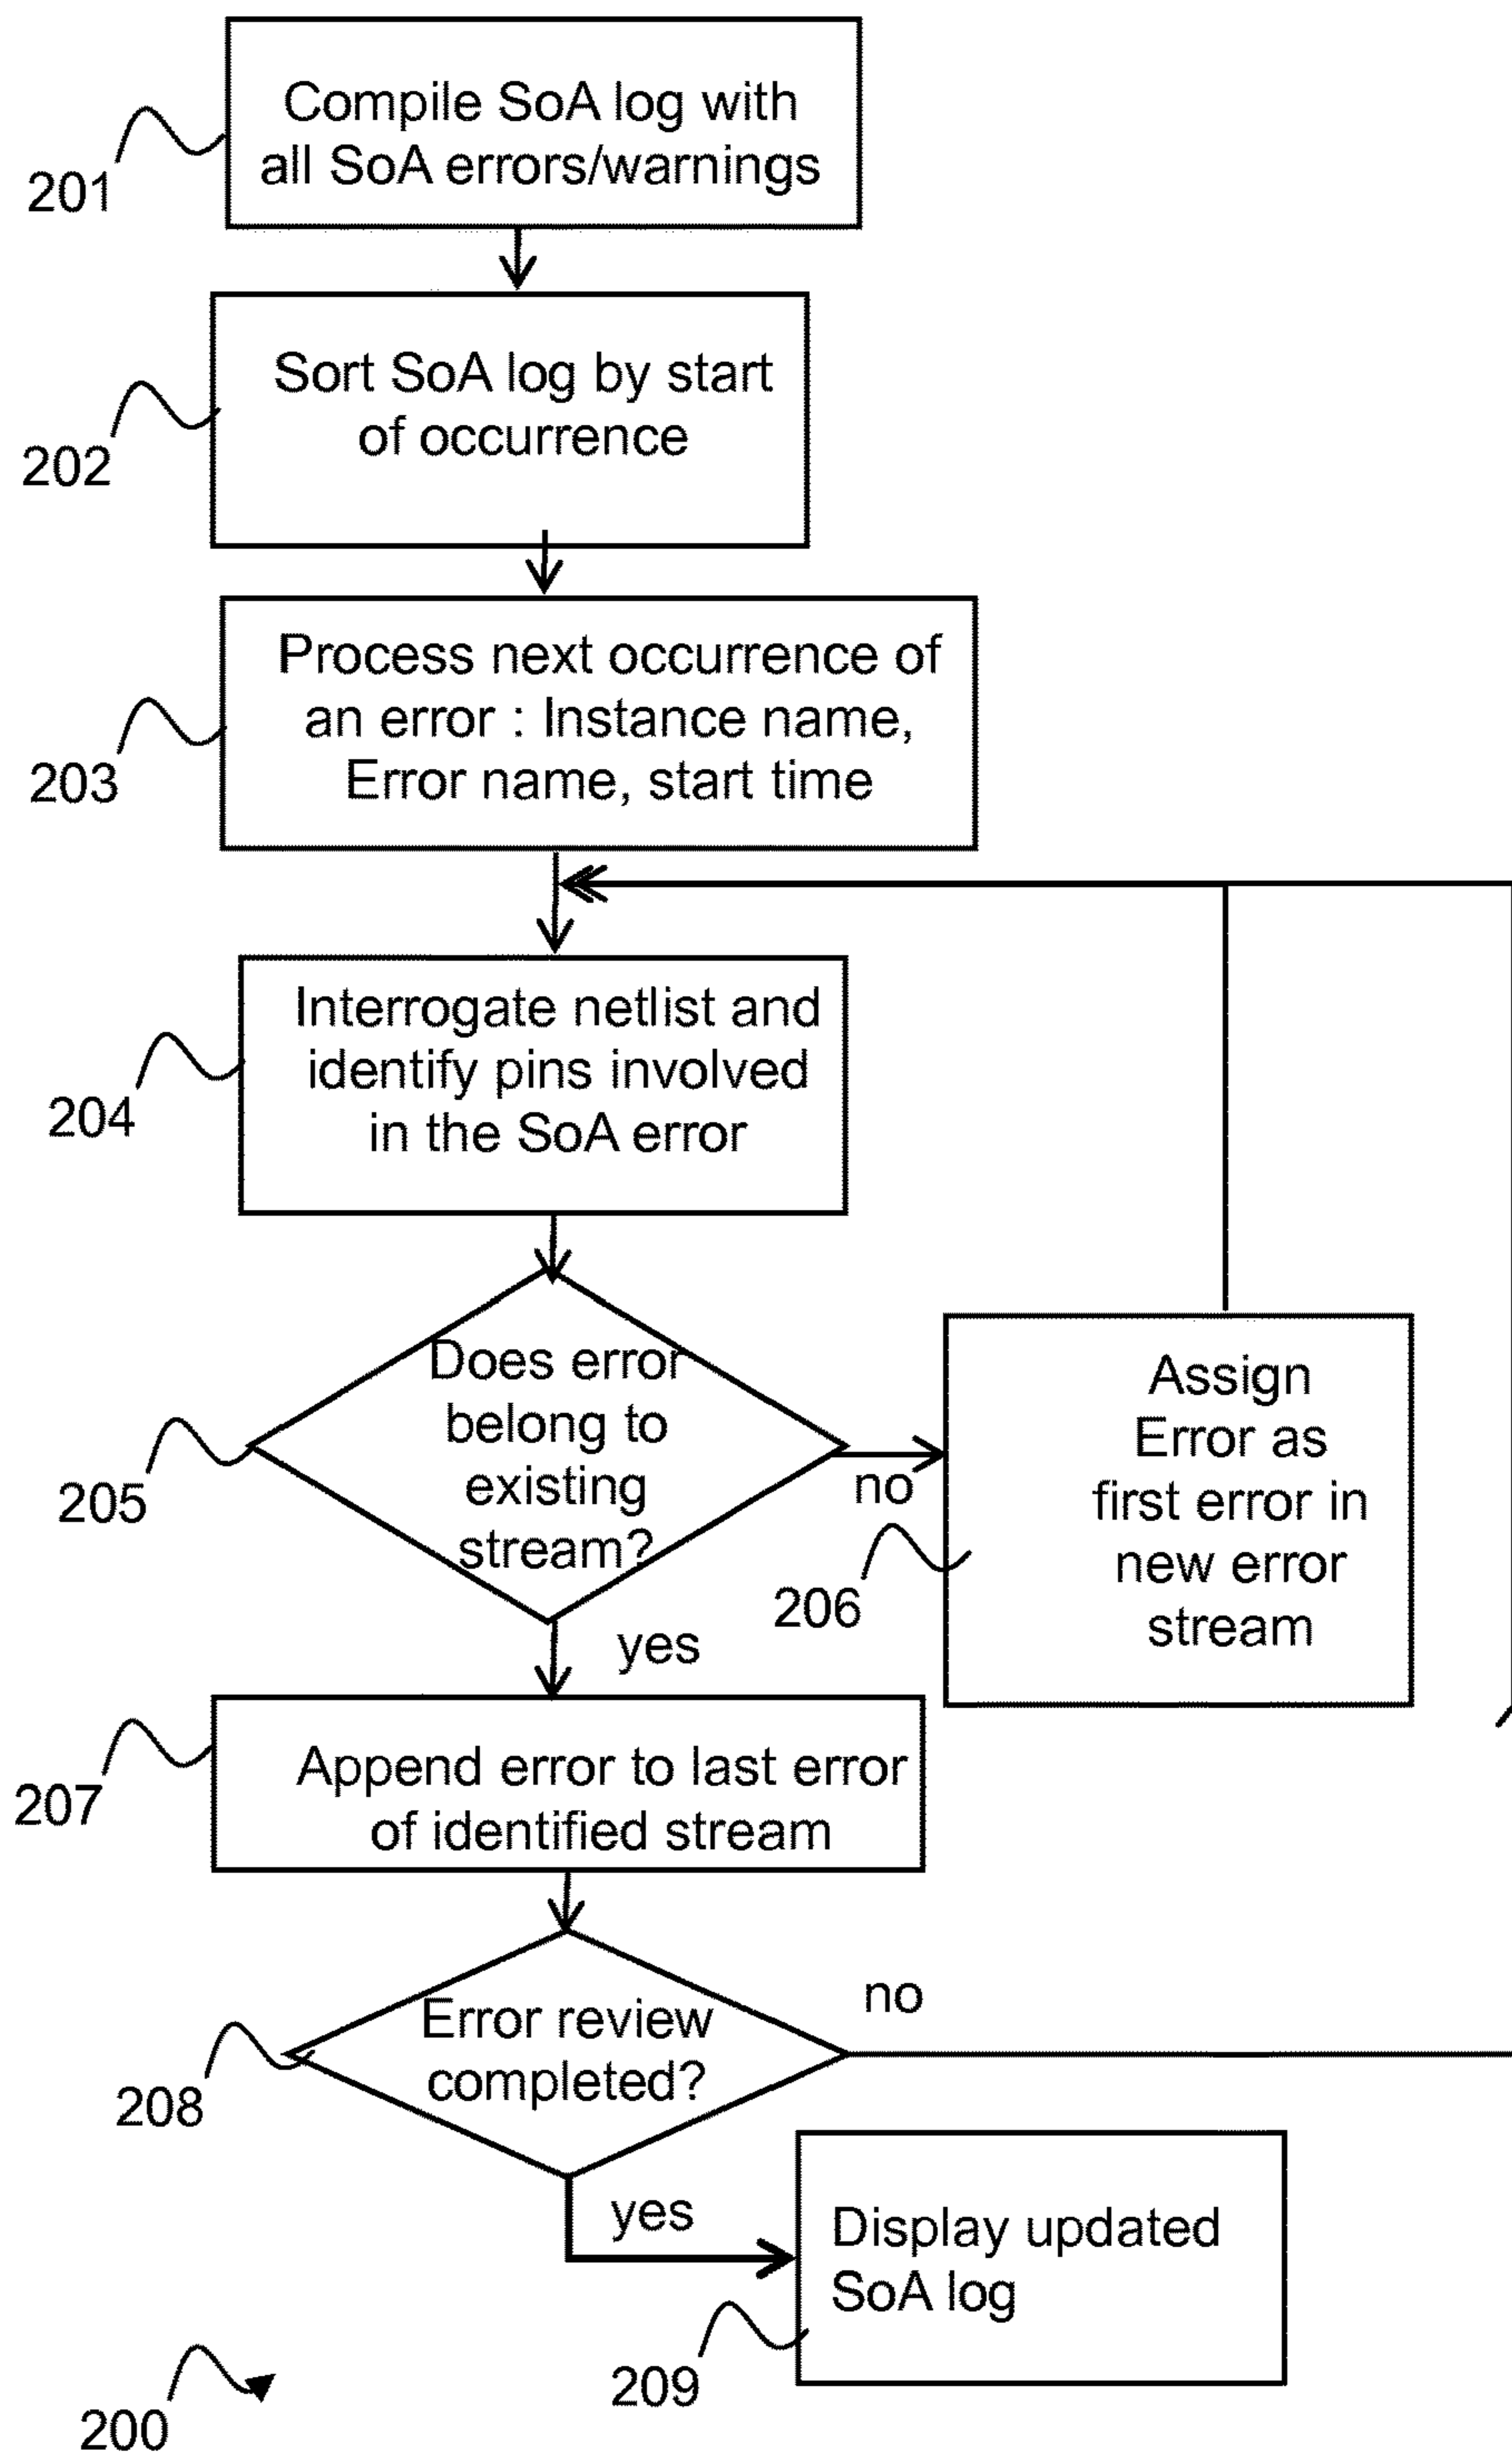 Compile SoA log with
all SoA errors/warnings
201
Sort SoA log by start
of occurrence
202
Process next occurrence of
an error : Instance name,
Error name, start time
203
Interrogate netlist and
identify pins involved
in the SoA error
204
Does error
belong to
existing
stream?
205
no
Assign
Error as
first error in
new error
stream
206
yes
Append error to last error
of identified stream
207
Error review
completed?
no
208
yes
Display updated
SoA log
209
200